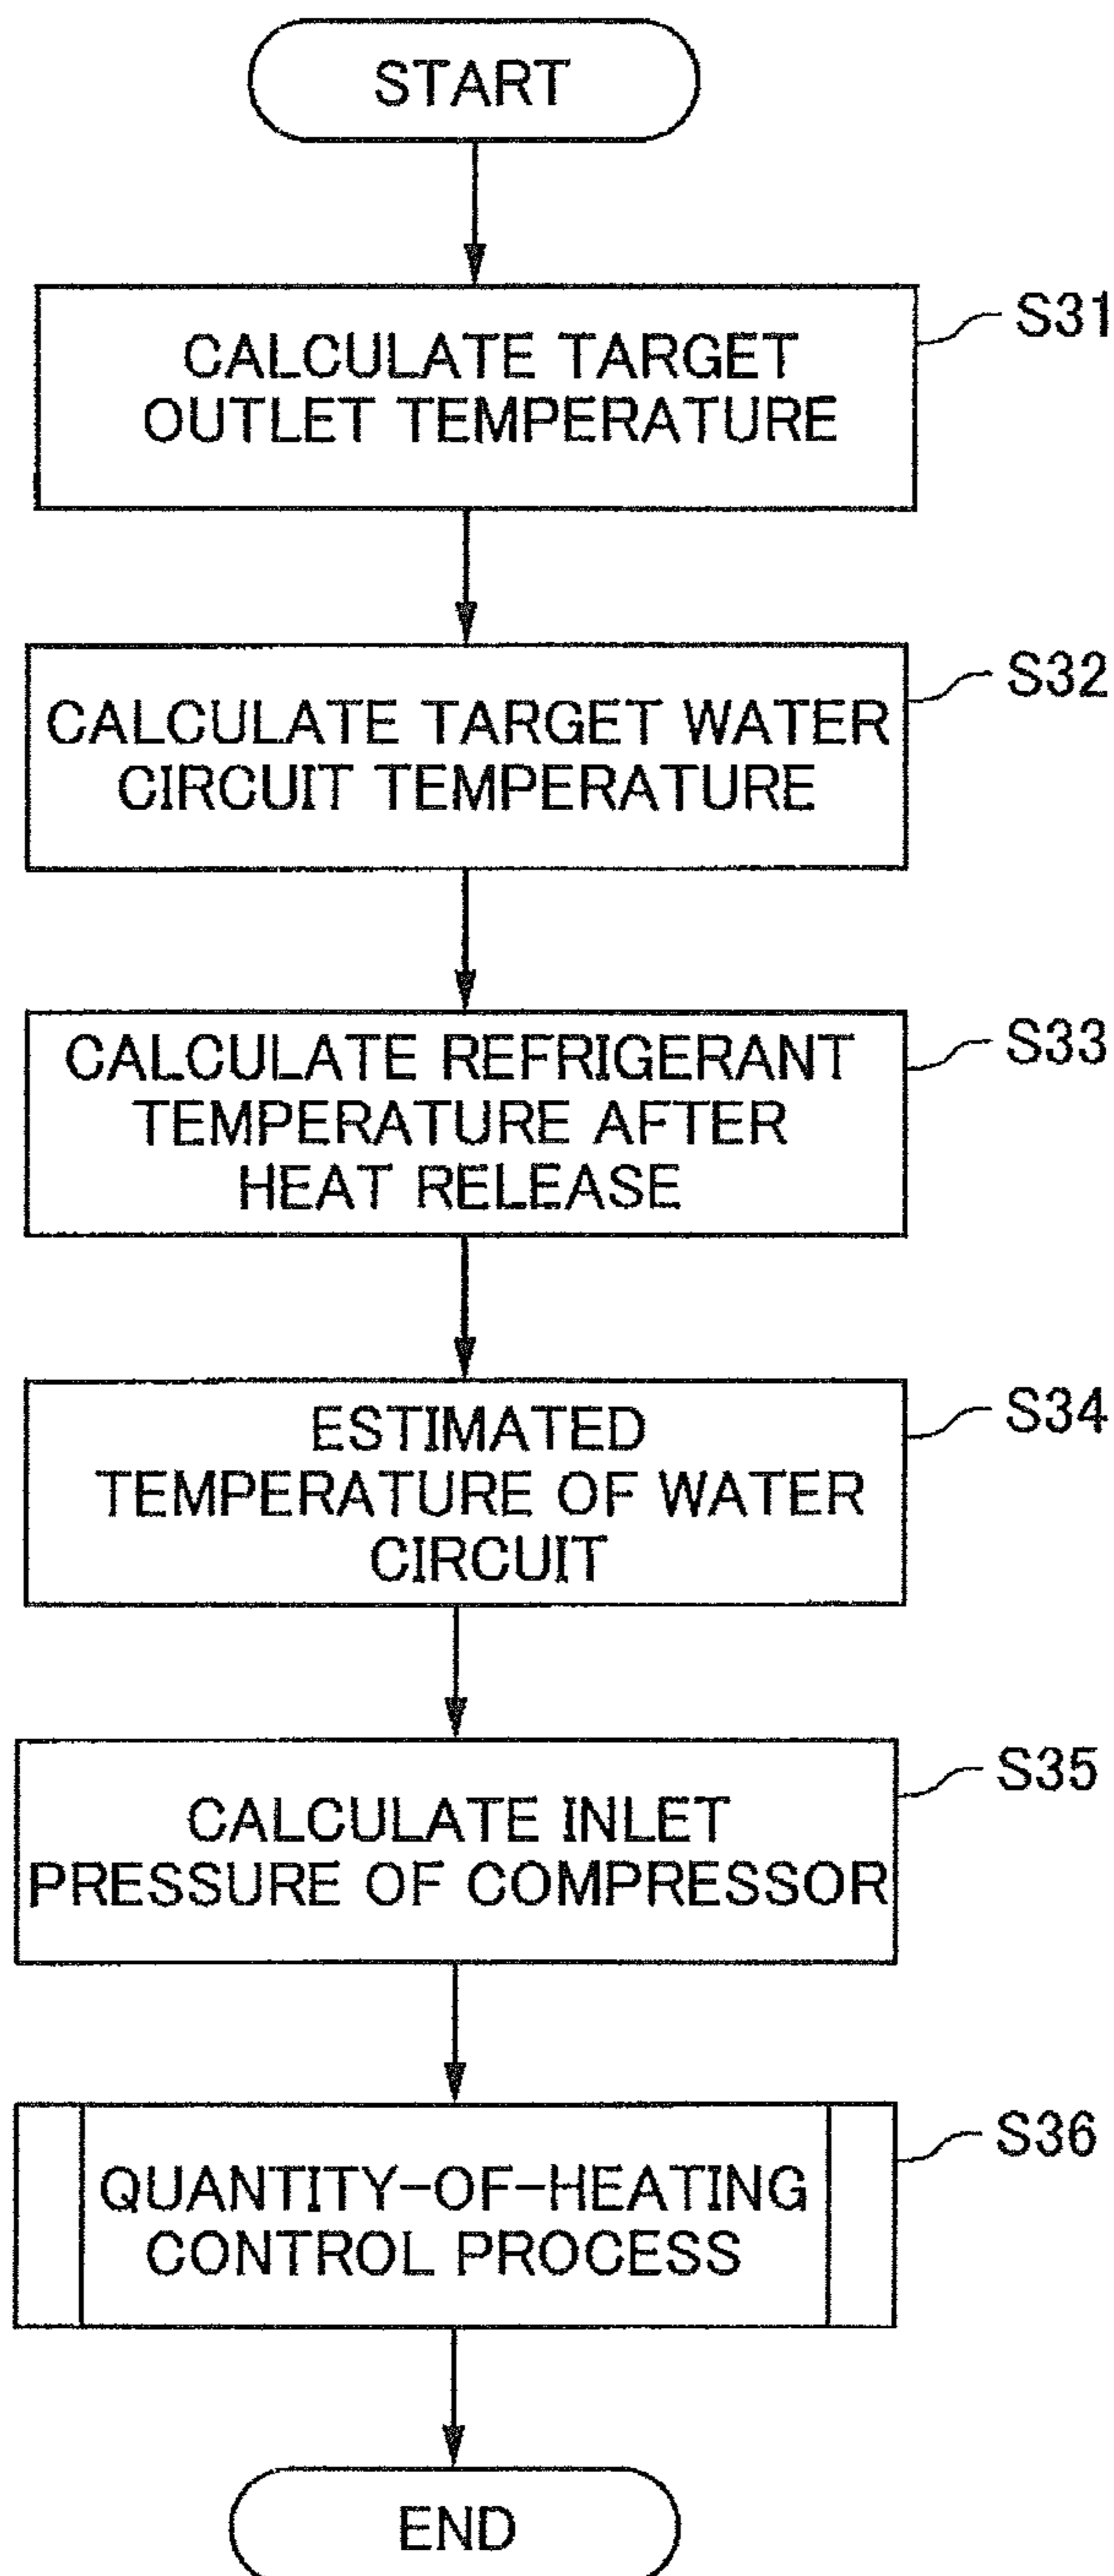 START
S31
CALCULATE TARGET
OUTLET TEMPERATURE
S32
CALCULATE TARGET WATER
CIRCUIT TEMPERATURE
S33
CALCULATE REFRIGERANT
TEMPERATURE AFTER
HEAT RELEASE
S34
ESTIMATED
TEMPERATURE OF WATER
CIRCUIT
S35
CALCULATE INLET
PRESSURE OF COMPRESSOR
S36
QUANTITY-OF-HEATING
CONTROL PROCESS
END